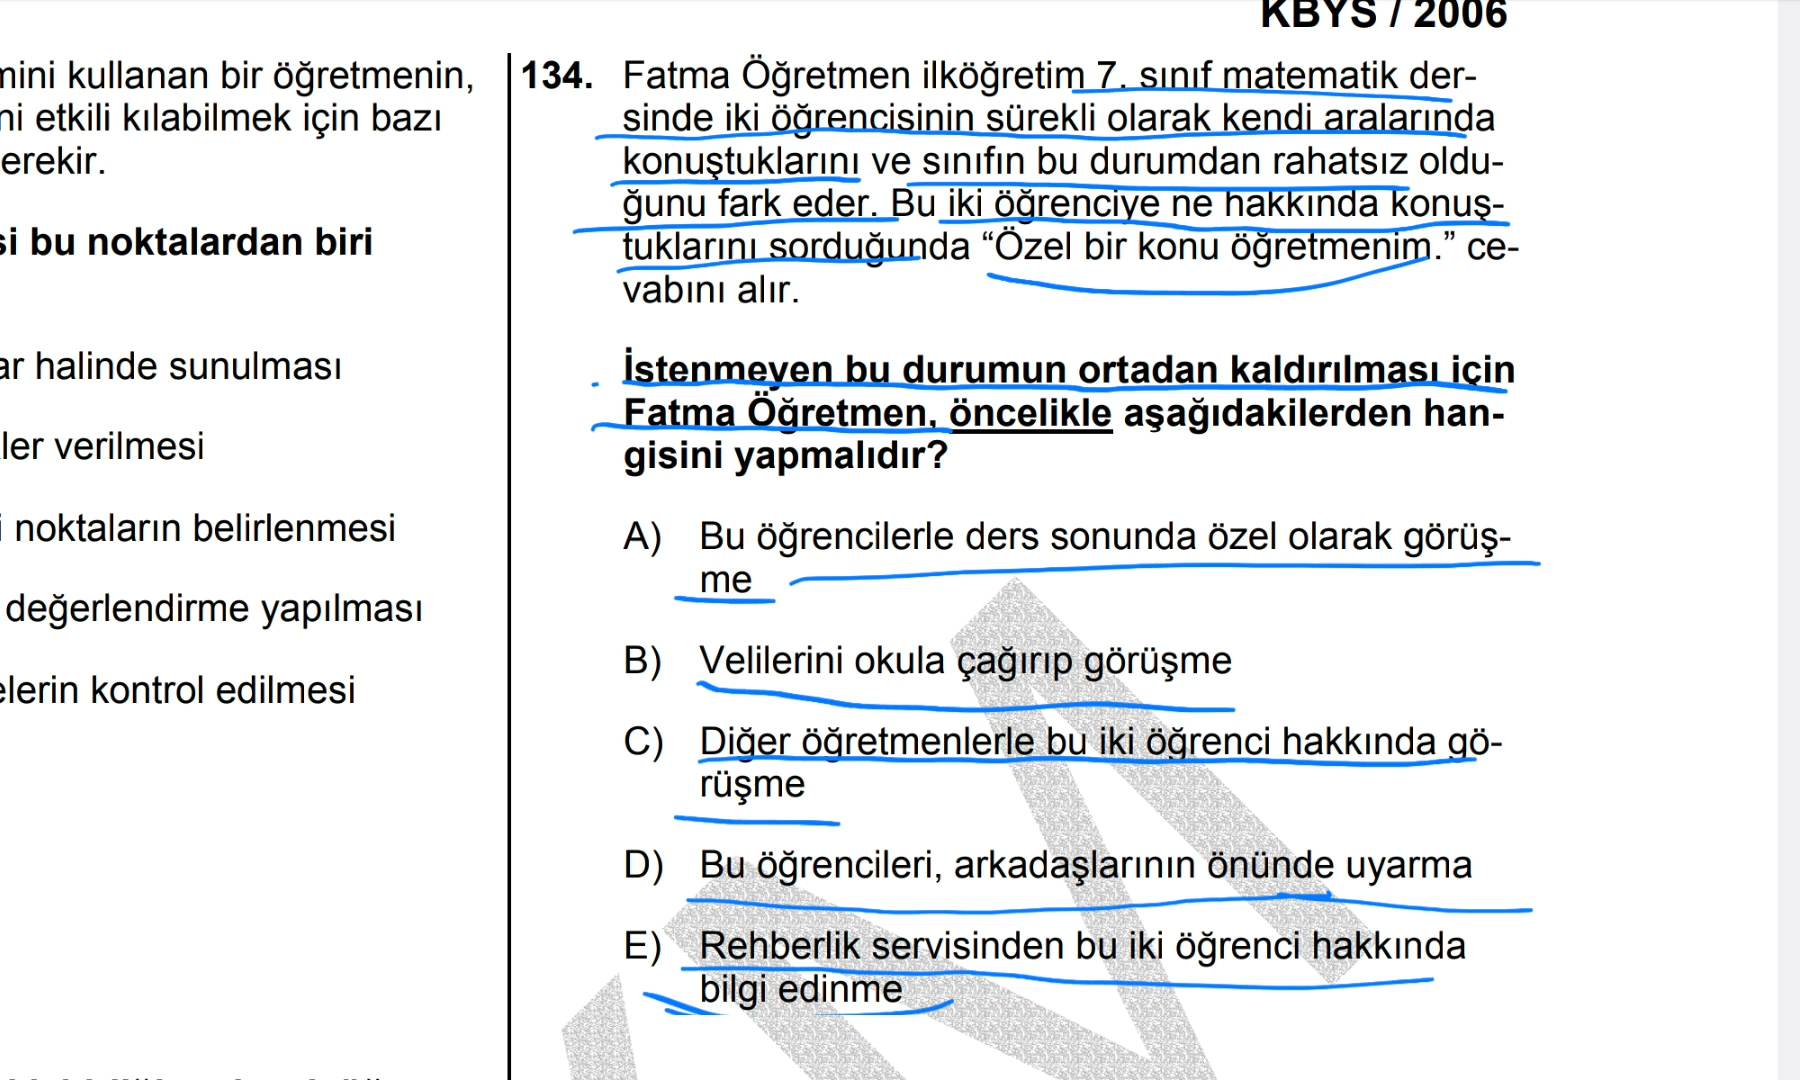 KBYS / 2006
mini kullanan bir öğretmenin,
ni etkili kılabilmek için bazı
erekir.
si bu noktalardan biri
ar halinde sunulması
ler verilmesi
i noktaların belirlenmesi
değerlendirme yapılması
elerin kontrol edilmesi
134. Fatma Öğretmen ilköğretim 7. sınıf matematik der-
sinde iki öğrencisinin sürekli olarak kendi aralarında
konuştuklarını ve sınıfın bu durumdan rahatsız oldu-
ğunu fark eder. Bu iki öğrenciye ne hakkında konuş-
tuklarını sorduğunda “Özel bir konu öğretmenim.” ce-
vabını alır.
İstenmeyen bu durumun ortadan kaldırılması için
Fatma Öğretmen, öncelikle aşağıdakilerden han-
gisini yapmalıdır?
A) Bu öğrencilerle ders sonunda özel olarak görüş-
me
B) Velilerini okula çağırıp görüşme
C) Diğer öğretmenlerle bu iki öğrenci hakkında gö-
rüşme
D) Bu öğrencileri, arkadaşlarının önünde uyarma
E) Rehberlik servisinden bu iki öğrenci hakkında
bilgi edinme